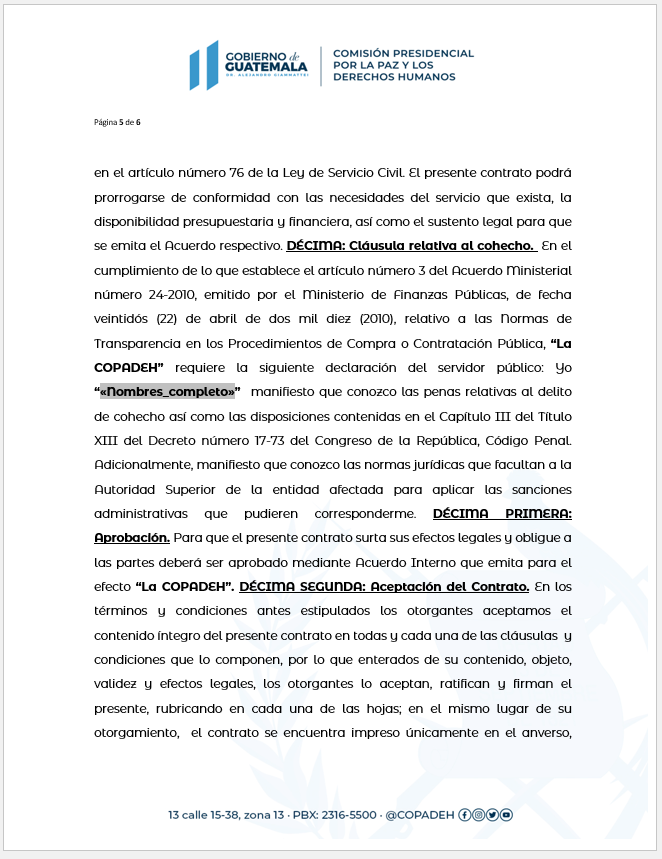 GOBIERNO de
GUATEMALA
DR. ALEJANDRO GIAMMATTEI
COMISIÓN PRESIDENCIAL
POR LA PAZ Y LOS
DERECHOS HUMANOS
Página 5 de 6
en el artículo número 76 de la Ley de Servicio Civil. El presente contrato podrá
prorrogarse de conformidad con las necesidades del servicio que exista, la
disponibilidad presupuestaria y financiera, así como el sustento legal para que
se emita el Acuerdo respectivo. DÉCIMA: Cláusula relativa al cohecho. En el
cumplimiento de lo que establece el artículo número 3 del Acuerdo Ministerial
número 24-2010, emitido por el Ministerio de Finanzas Públicas, de fecha
veintidós (22) de abril de dos mil diez (2010), relativo a las Normas de
Transparencia en los Procedimientos de Compra o Contratación Pública, “La
COPADEH” requiere la siguiente declaración del servidor público: Yo
“«Nombres_completo»” manifiesto que conozco las penas relativas al delito
de cohecho así como las disposiciones contenidas en el Capítulo III del Título
XIII del Decreto número 17-73 del Congreso de la República, Código Penal.
Adicionalmente, manifiesto que conozco las normas jurídicas que facultan a la
Autoridad Superior de la entidad afectada para aplicar las sanciones
administrativas que pudieren corresponderme. DÉCIMA PRIMERA:
Aprobación. Para que el presente contrato surta sus efectos legales y obligue a
las partes deberá ser aprobado mediante Acuerdo Interno que emita para el
efecto “La COPADEH”. DÉCIMA SEGUNDA: Aceptación del Contrato. En los
términos y condiciones antes estipulados los otorgantes aceptamos el
contenido íntegro del presente contrato en todas y cada una de las cláusulas y
condiciones que lo componen, por lo que enterados de su contenido, objeto,
validez y efectos legales, los otorgantes lo aceptan, ratifican y firman el
presente, rubricando en cada una de las hojas; en el mismo lugar de su
otorgamiento, el contrato se encuentra impreso únicamente en el anverso,
13 calle 15-38, zona 13 · PBX: 2316-5500 · @COPADEH